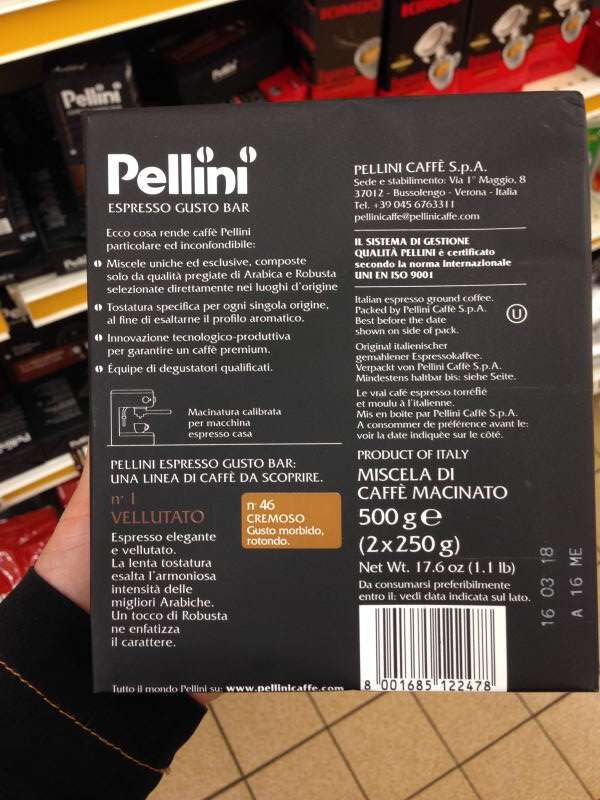 KIMBO
KIMBO
Pellini
Pellini
ESPRESSO GUSTO BAR
Ecco cosa rende caffè Pellini
particolare ed inconfondibile:
Miscele uniche ed esclusive, composte
solo da qualità pregiate di Arabica e Robusta
selezionate direttamente nei luoghi d'origine
Tostatura specifica per ogni singola origine,
al fine di esaltarne il profilo aromatico.
Innovazione tecnologico-produttiva
per garantire un caffè premium.
Équipe di degustatori qualificati.
Macinatura calibrata
per macchina
espresso casa
PELLINI ESPRESSO GUSTO BAR:
UNA LINEA DI CAFFÈ DA SCOPRIRE.
n° 1
VELLUTATO
Espresso elegante
e vellutato.
La lenta tostatura
esalta l'armoniosa
intensità delle
migliori Arabiche.
Un tocco di Robusta
ne enfatizza
il carattere.
n° 46
CREMOSO
Gusto morbido,
rotondo.
Tutto il mondo Pellini su: www.pellinicaffe.com
PELLINI CAFFÈ S.p.A.
Sede e stabilimento: Via 1° Maggio, 8
37012 - Bussolengo - Verona - Italia
Tel. +39 045 6763311
pellinicaffe@pellinicaffe.com
IL SISTEMA DI GESTIONE
QUALITÀ PELLINI è certificato
secondo la norma internazionale
UNI EN ISO 9001
Italian espresso ground coffee.
Packed by Pellini Caffè S.p.A.
Best before the date
shown on side of pack.
U
Original italienischer
gemahlener Espressokaffee.
Verpackt von Pellini Caffè S.p.A.
Mindestens haltbar bis: siehe Seite.
Le vrai café espresso torréfié
et moulu à l'italienne.
Mis en boîte par Pellini Caffè S.p.A.
A consommer de préférence avant le:
voir la date indiquée sur le côté.
PRODUCT OF ITALY
MISCELA DI
CAFFÈ MACINATO
500 g e
(2x250 g)
Net Wt. 17.6 oz (1.1 lb)
Da consumarsi preferibilmente
entro il: vedi data indicata sul lato.
8 001685 122478
16 03 18
A 16 ME